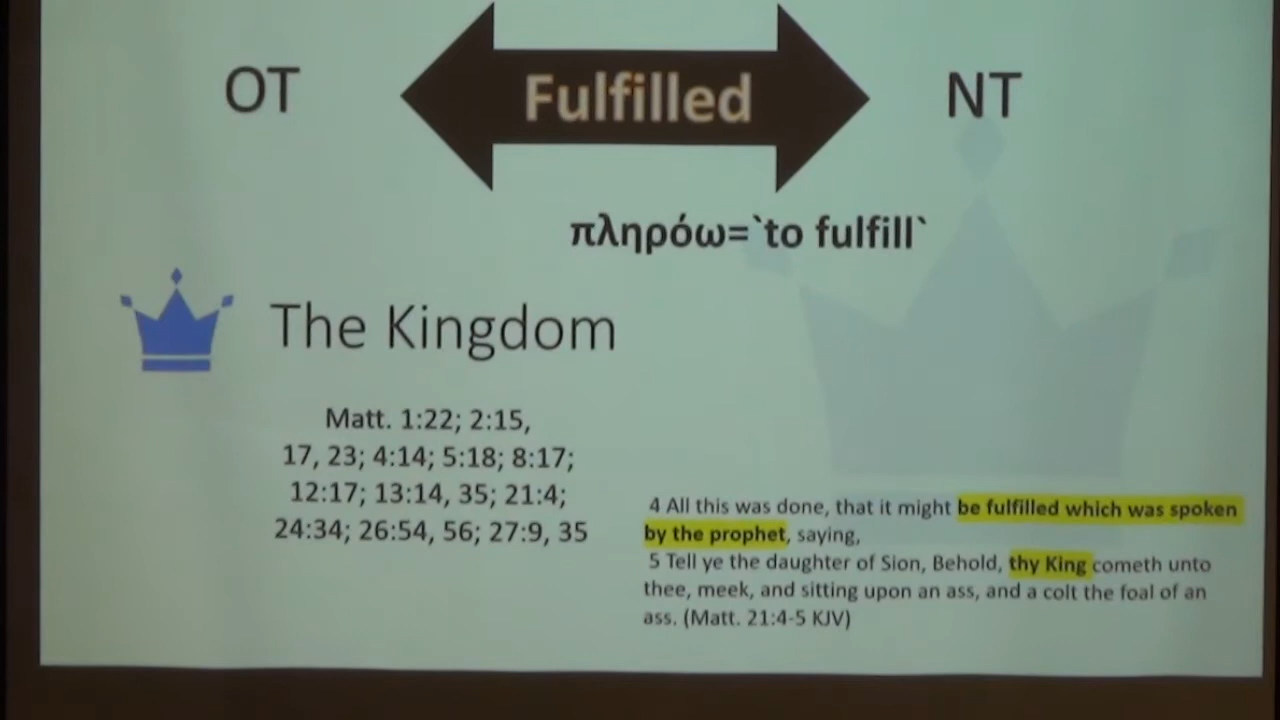 OT Fulfilled NT
πληρόω=`to fulfill`
The Kingdom
Matt. 1:22; 2:15,
17, 23; 4:14; 5:18; 8:17;
12:17; 13:14, 35; 21:4;
24:34; 26:54, 56; 27:9, 35
4 All this was done, that it might be fulfilled which was spoken
by the prophet, saying,
5 Tell ye the daughter of Sion, Behold, thy King cometh unto
thee, meek, and sitting upon an ass, and a colt the foal of an
ass. (Matt. 21:4-5 KJV)